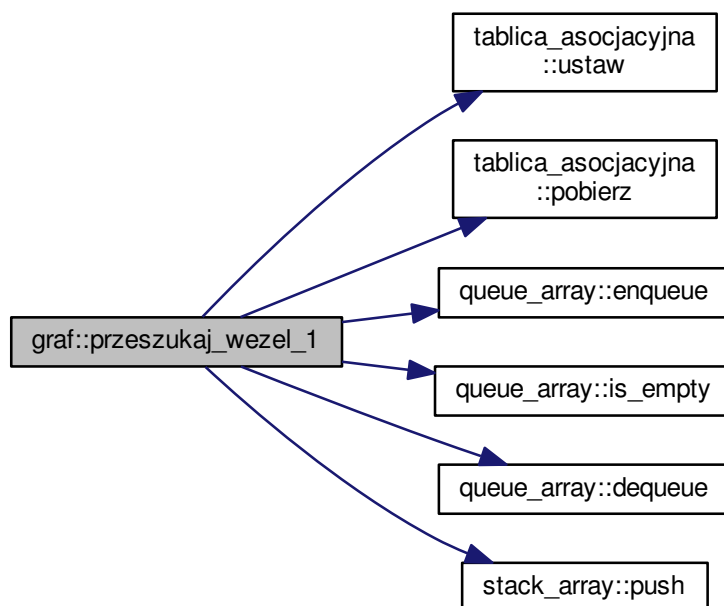 tablica_asocjacyjna
::ustaw
tablica_asocjacyjna
::pobierz
queue_array::enqueue
graf::przeszukaj_wezel_1
queue_array::is_empty
queue_array::dequeue
stack_array::push